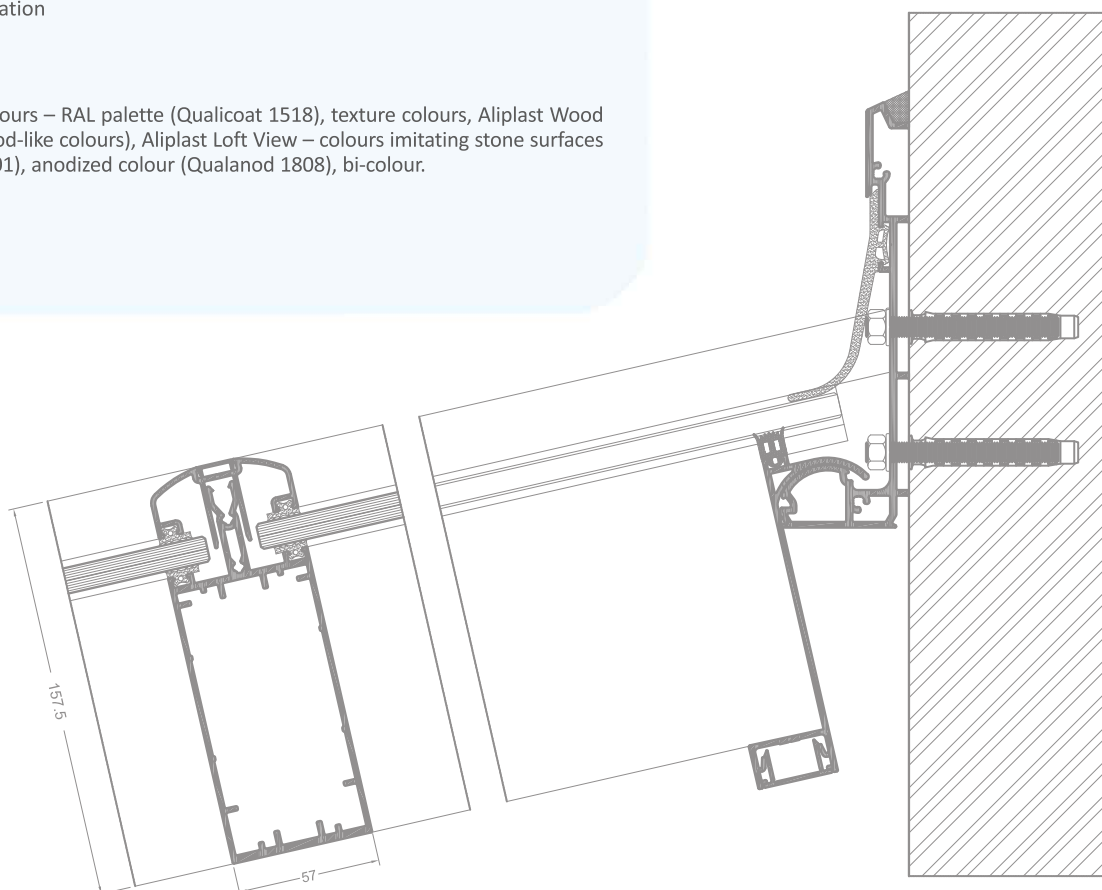 ation
ours – RAL palette (Qualicoat 1518), texture colours, Aliplast Wood
od-like colours), Aliplast Loft View – colours imitating stone surfaces
01), anodized colour (Qualanod 1808), bi-colour.
157.5
57